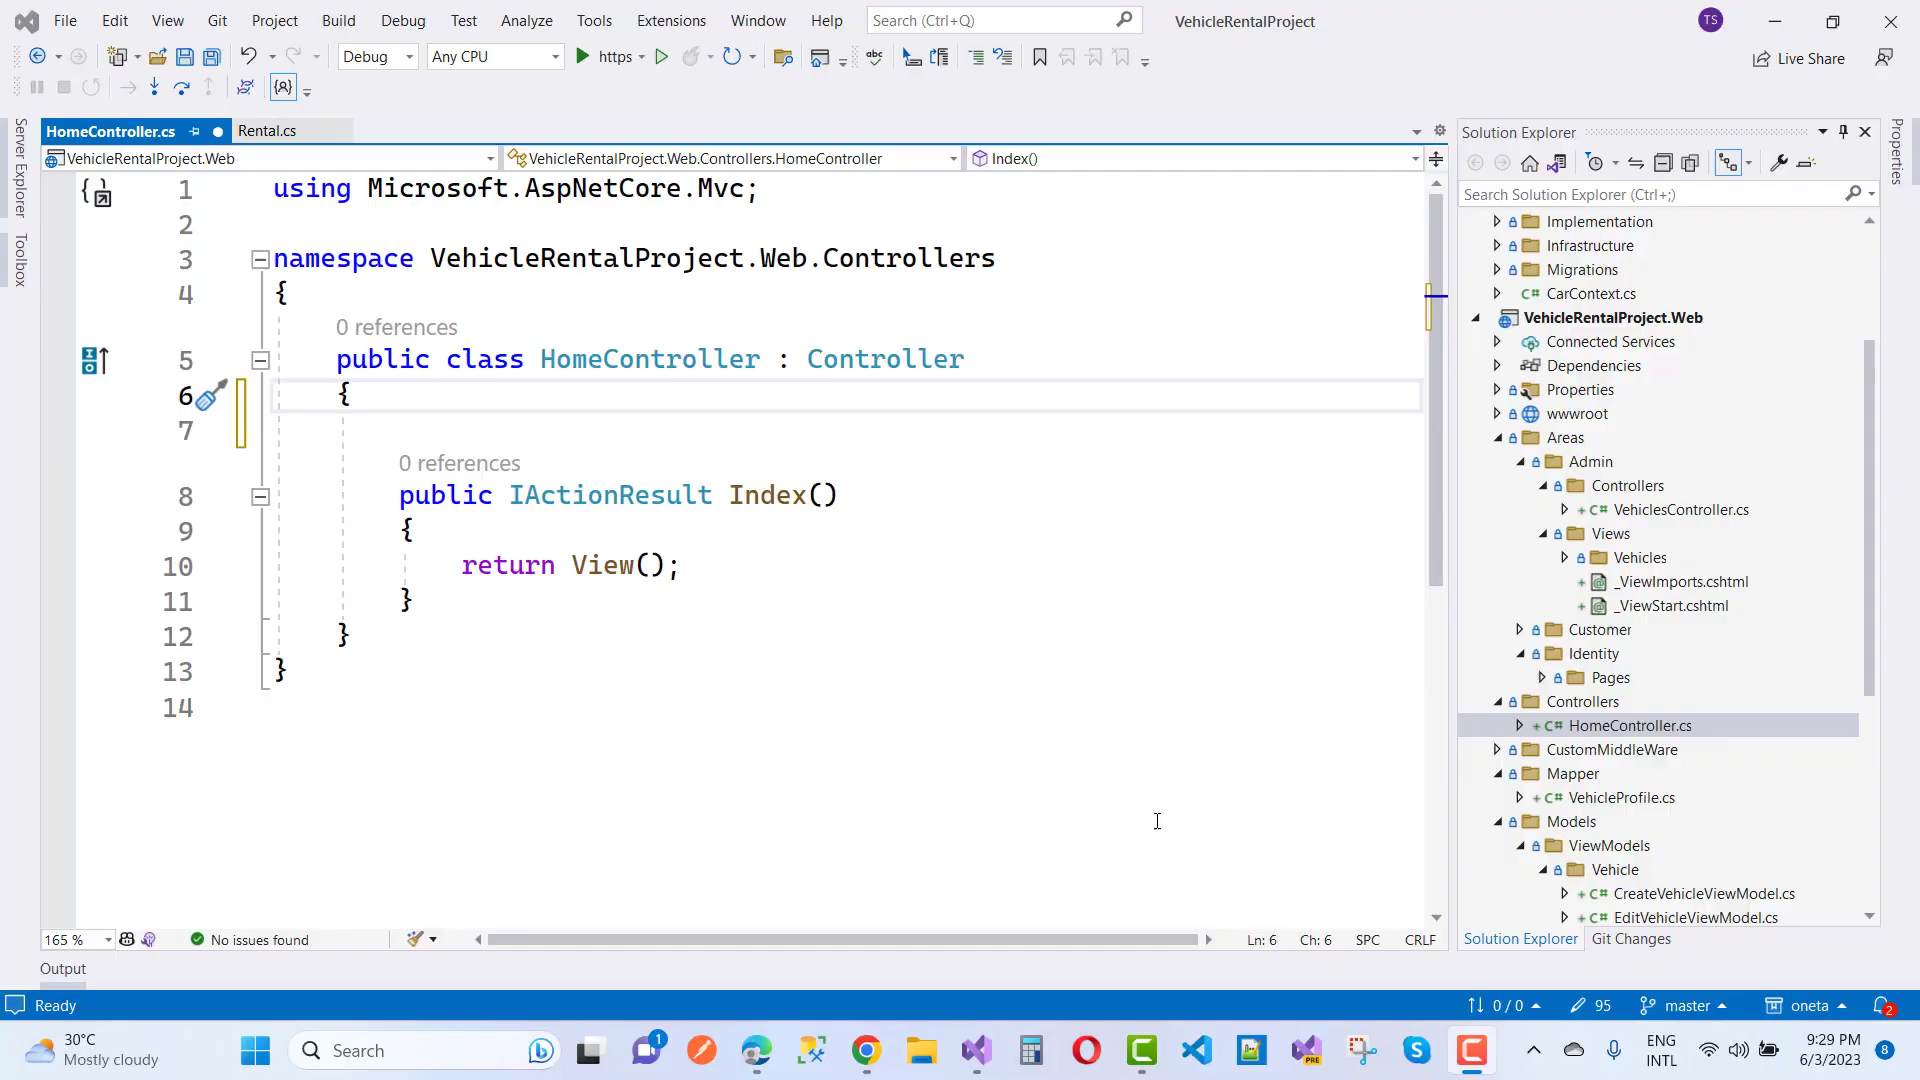 File Edit View Git Project Build Debug Test Analyze Tools Extensions Window Help Search (Ctrl+Q) VehicleRentalProject TS
Debug Any CPU https abc Live Share
HomeController.cs Rental.cs
VehicleRentalProject.Web VehicleRentalProject.Web.Controllers.HomeController Index()
1 using Microsoft.AspNetCore.Mvc;
2
3 namespace VehicleRentalProject.Web.Controllers
4 {
0 references
5 public class HomeController : Controller
6 {
7
0 references
8 public IActionResult Index()
9 {
10 return View();
11 }
12 }
13 }
14
165 % No issues found Ln: 6 Ch: 6 SPC CRLF
Server Explorer
Toolbox
Solution Explorer
Search Solution Explorer (Ctrl+;)
Implementation
Infrastructure
Migrations
C# CarContext.cs
VehicleRentalProject.Web
Connected Services
Dependencies
Properties
wwwroot
Areas
Admin
Controllers
C# VehiclesController.cs
Views
Vehicles
_ViewImports.cshtml
_ViewStart.cshtml
Customer
Identity
Pages
Controllers
C# HomeController.cs
CustomMiddleWare
Mapper
C# VehicleProfile.cs
Models
ViewModels
Vehicle
C# CreateVehicleViewModel.cs
C# EditVehicleViewModel.cs
Solution Explorer Git Changes
Properties
Output
Ready 0 / 0 95 master oneta 2
30°C
Mostly cloudy
Search 1 PRE
ENG
INTL
9:29 PM
6/3/2023
8